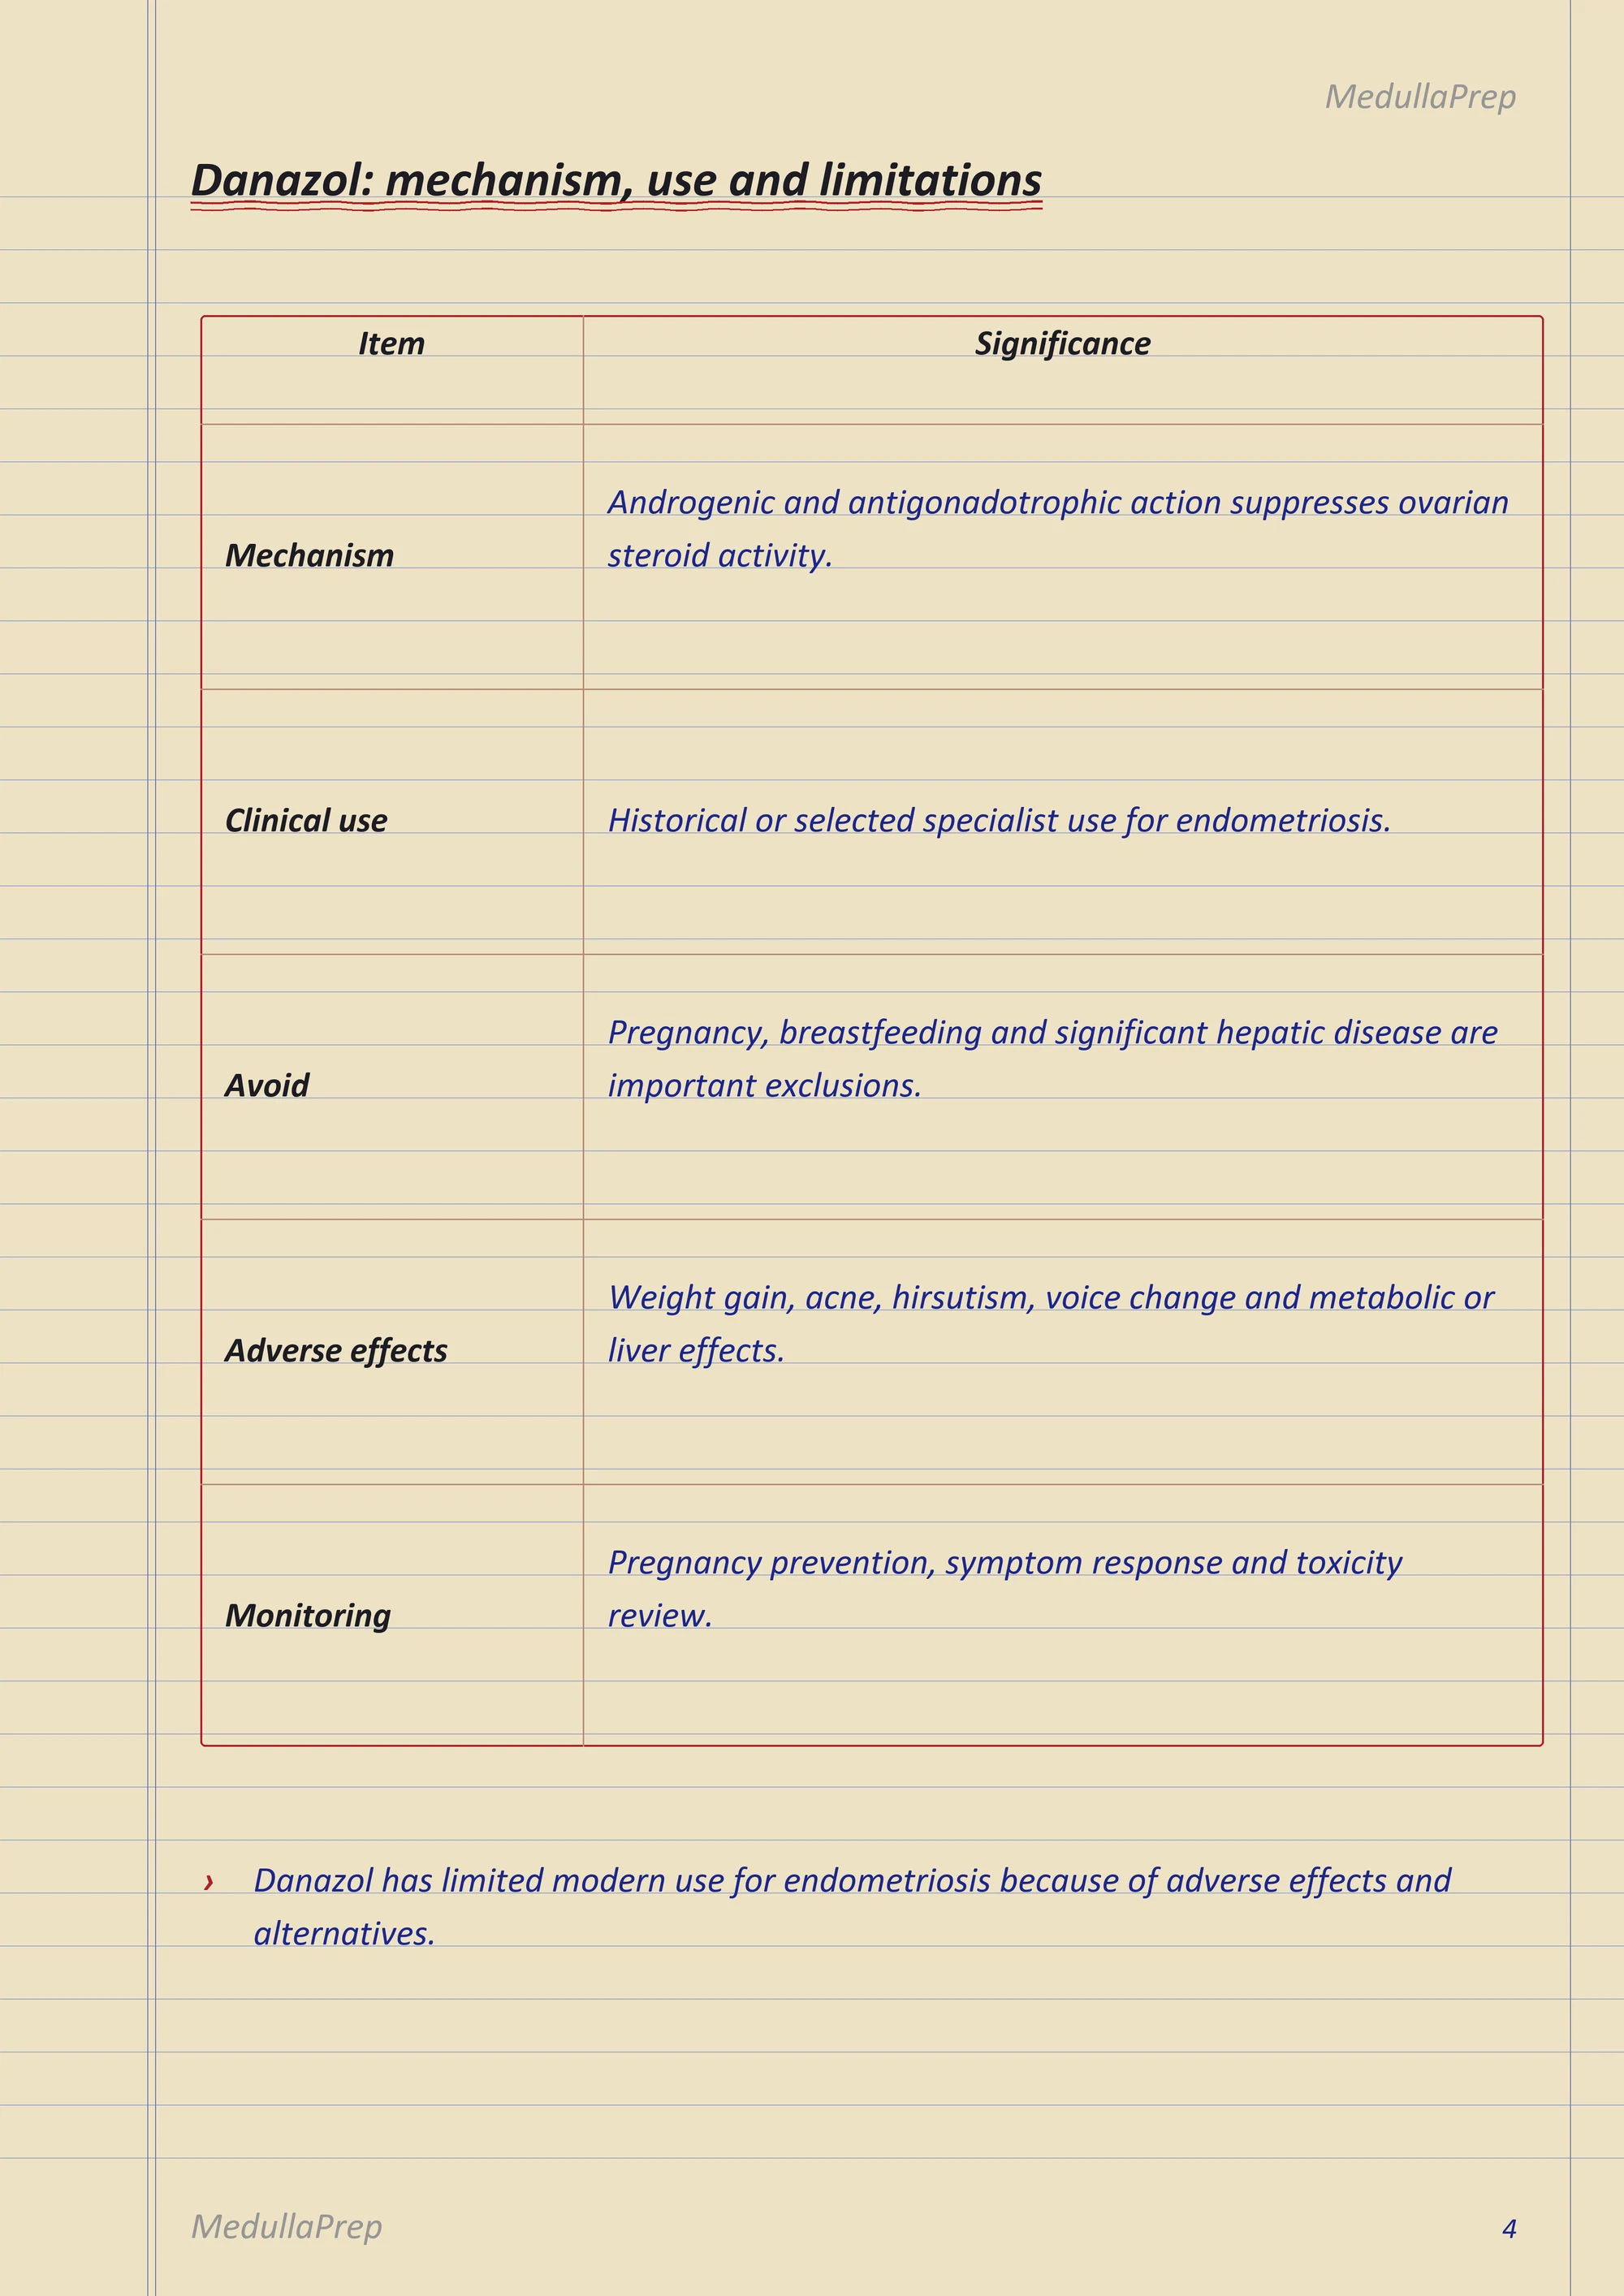 MedullaPrep
Danazol: mechanism, use and limitations
Item
Significance
Mechanism
Androgenic and antigonadotrophic action suppresses ovarian
steroid activity.
Clinical use
Historical or selected specialist use for endometriosis.
Avoid
Pregnancy, breastfeeding and significant hepatic disease are
important exclusions.
Adverse effects
Weight gain, acne, hirsutism, voice change and metabolic or
liver effects.
Monitoring
Pregnancy prevention, symptom response and toxicity
review.
› Danazol has limited modern use for endometriosis because of adverse effects and
alternatives.
MedullaPrep
4